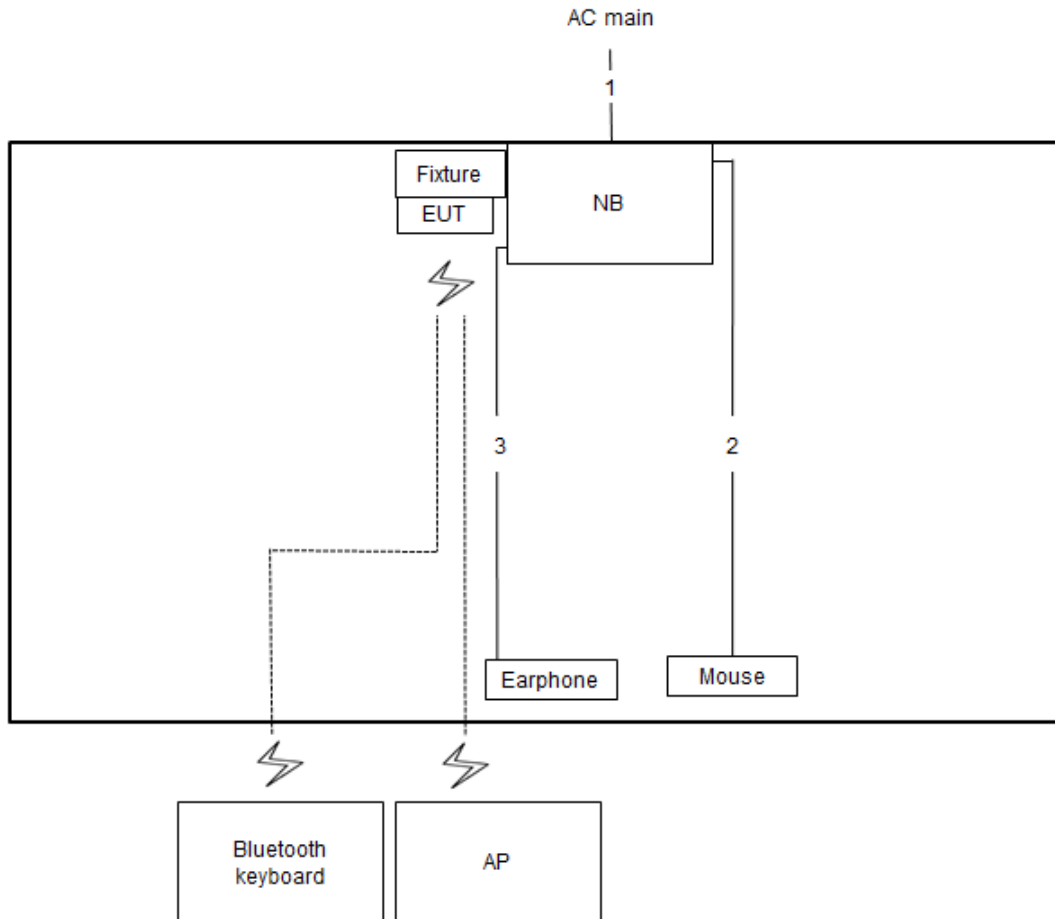 AC main
1
Fixture
NB
EUT
3
2
Earphone
Mouse
Bluetooth
keyboard
AP